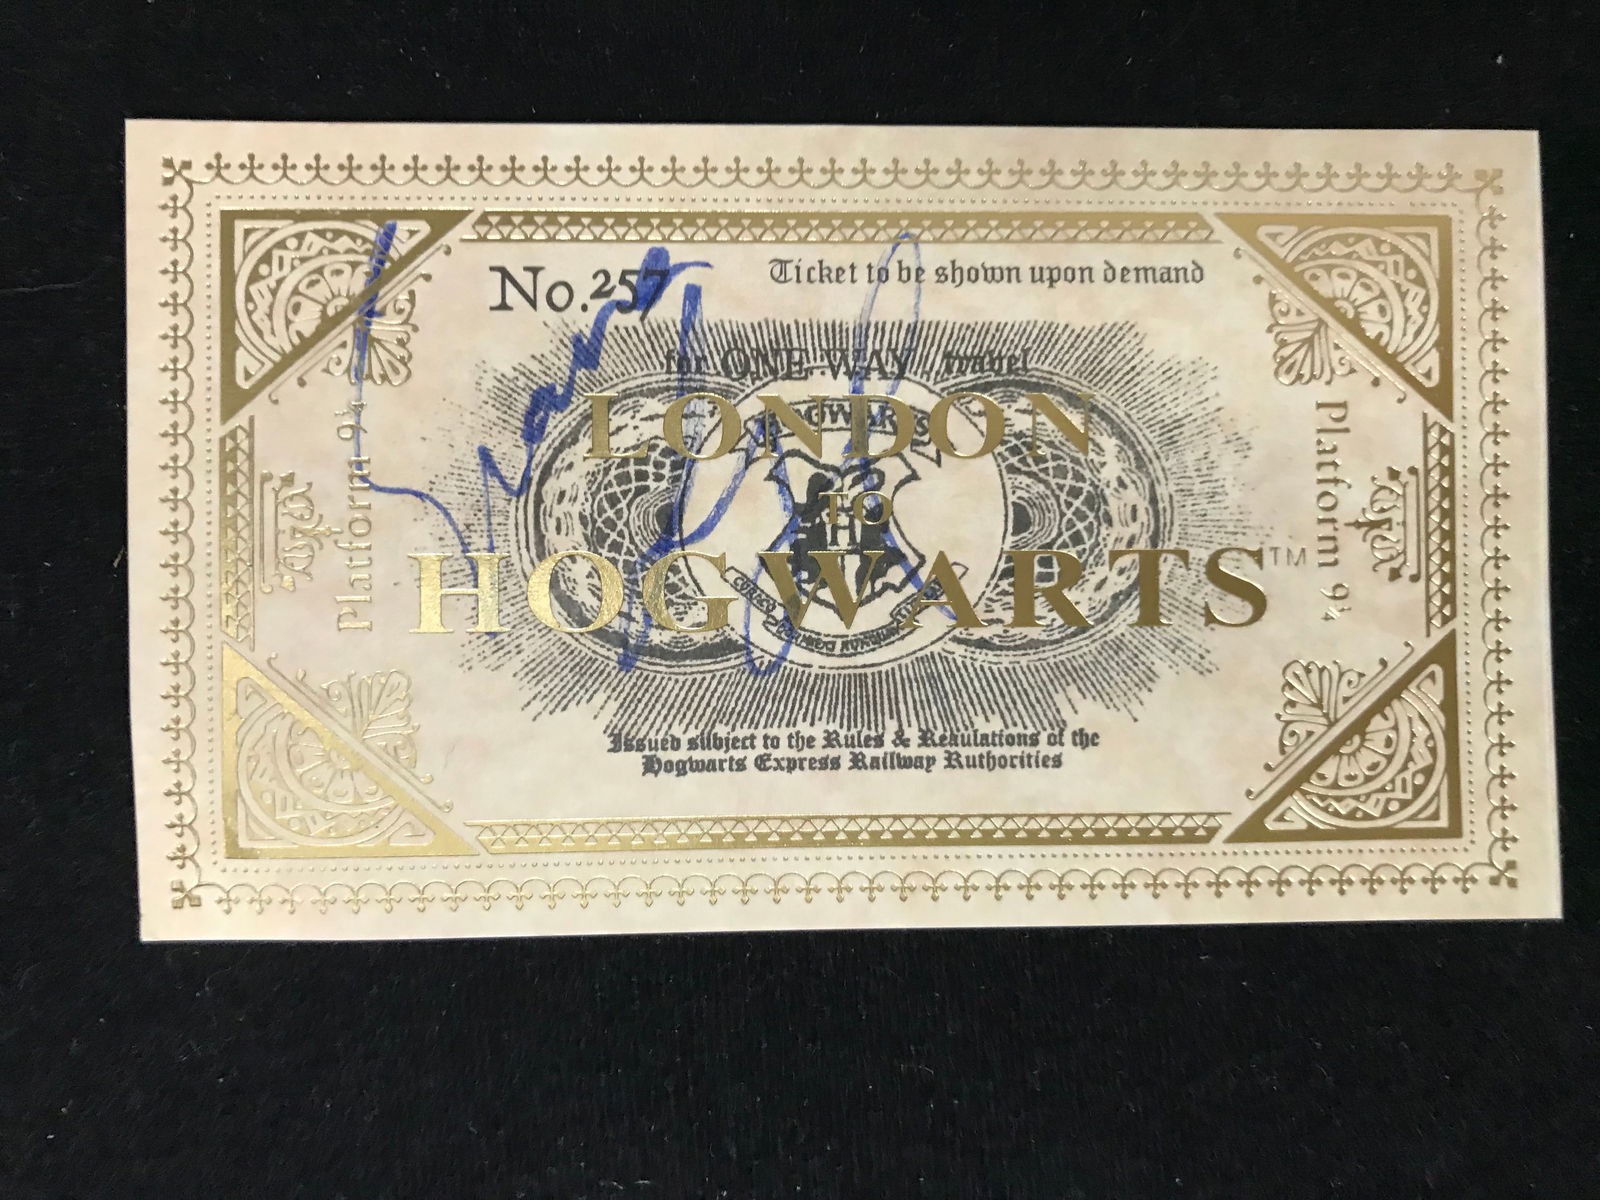 No.257
Ticket to be shown upon demand
for ONE WAY travel
LONDON
HOGWARTS
TO
H
HOGWARTS™
Platform 9¾
Platform 9¾
Issued subject to the Rules & Regulations of the
Hogwarts Express Railway Authorities